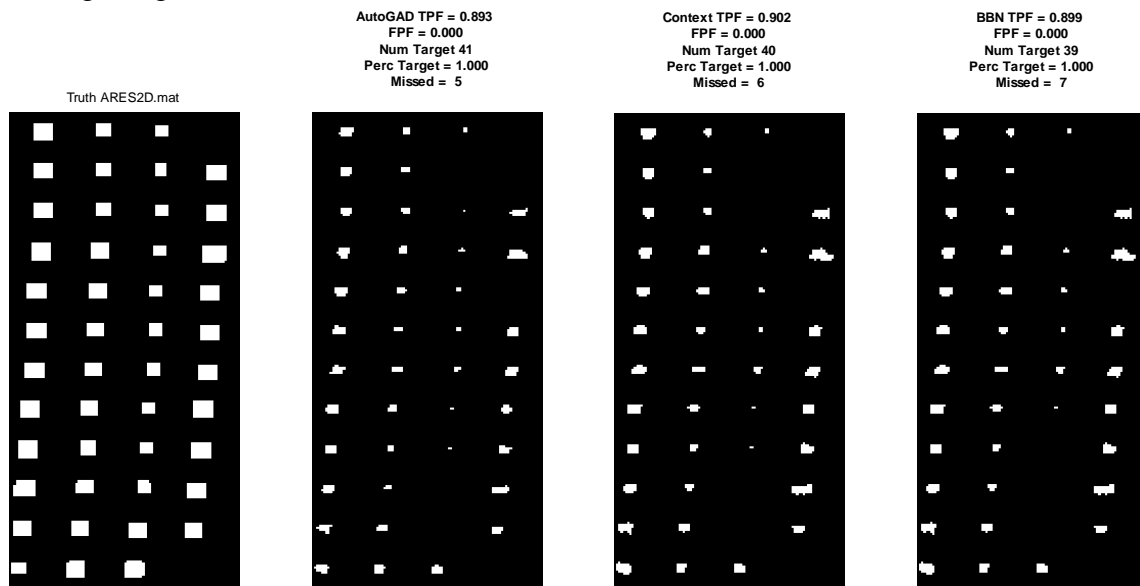 AutoGAD TPF = 0.893
FPF = 0.000
Num Target 41
Perc Target = 1.000
Missed = 5
Context TPF = 0.902
FPF = 0.000
Num Target 40
Perc Target = 1.000
Missed = 6
BBN TPF = 0.899
FPF = 0.000
Num Target 39
Perc Target = 1.000
Missed = 7
Truth ARES2D.mat